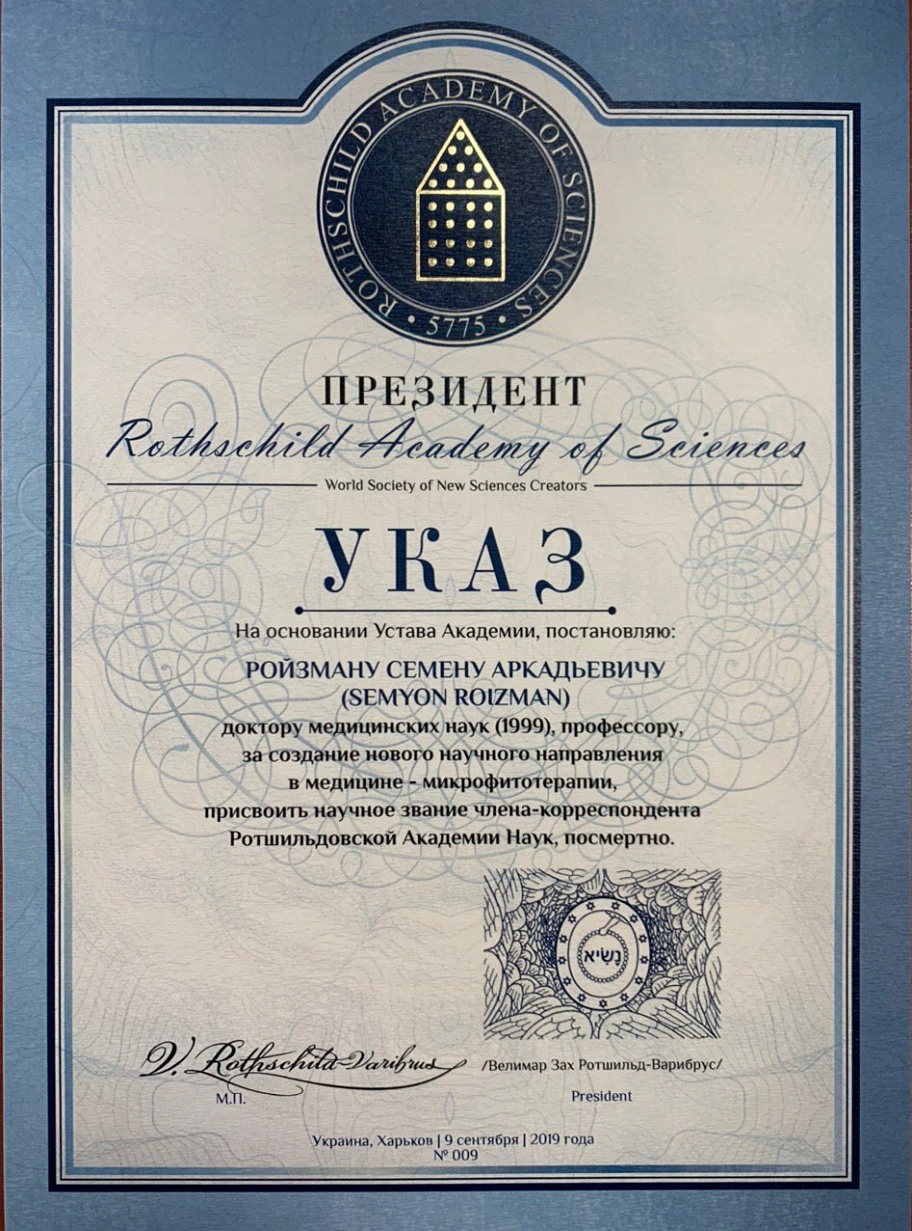 ROTHSCHILD ACADEMY OF SCIENCES
• 5775 •
ПРЕЗИДЕНТ
Rothschild Academy of Sciences
World Society of New Sciences Creators
УКАЗ
На основании Устава Академии, постановляю:
РОЙЗМАНУ СЕМЕНУ АРКАДЬЕВИЧУ
(SEMYON ROIZMAN)
доктору медицинских наук (1999), профессору,
за создание нового научного направления
в медицине - микрофитотерапии,
присвоить научное звание члена-корреспондента
Ротшильдовской Академии Наук, посмертно.
נָשִׂיא
V. Rothschild-Varibrus
/Велимар Зах Ротшильд-Варибрус/
М.П.
President
Украина, Харьков | 9 сентября | 2019 года
№ 009